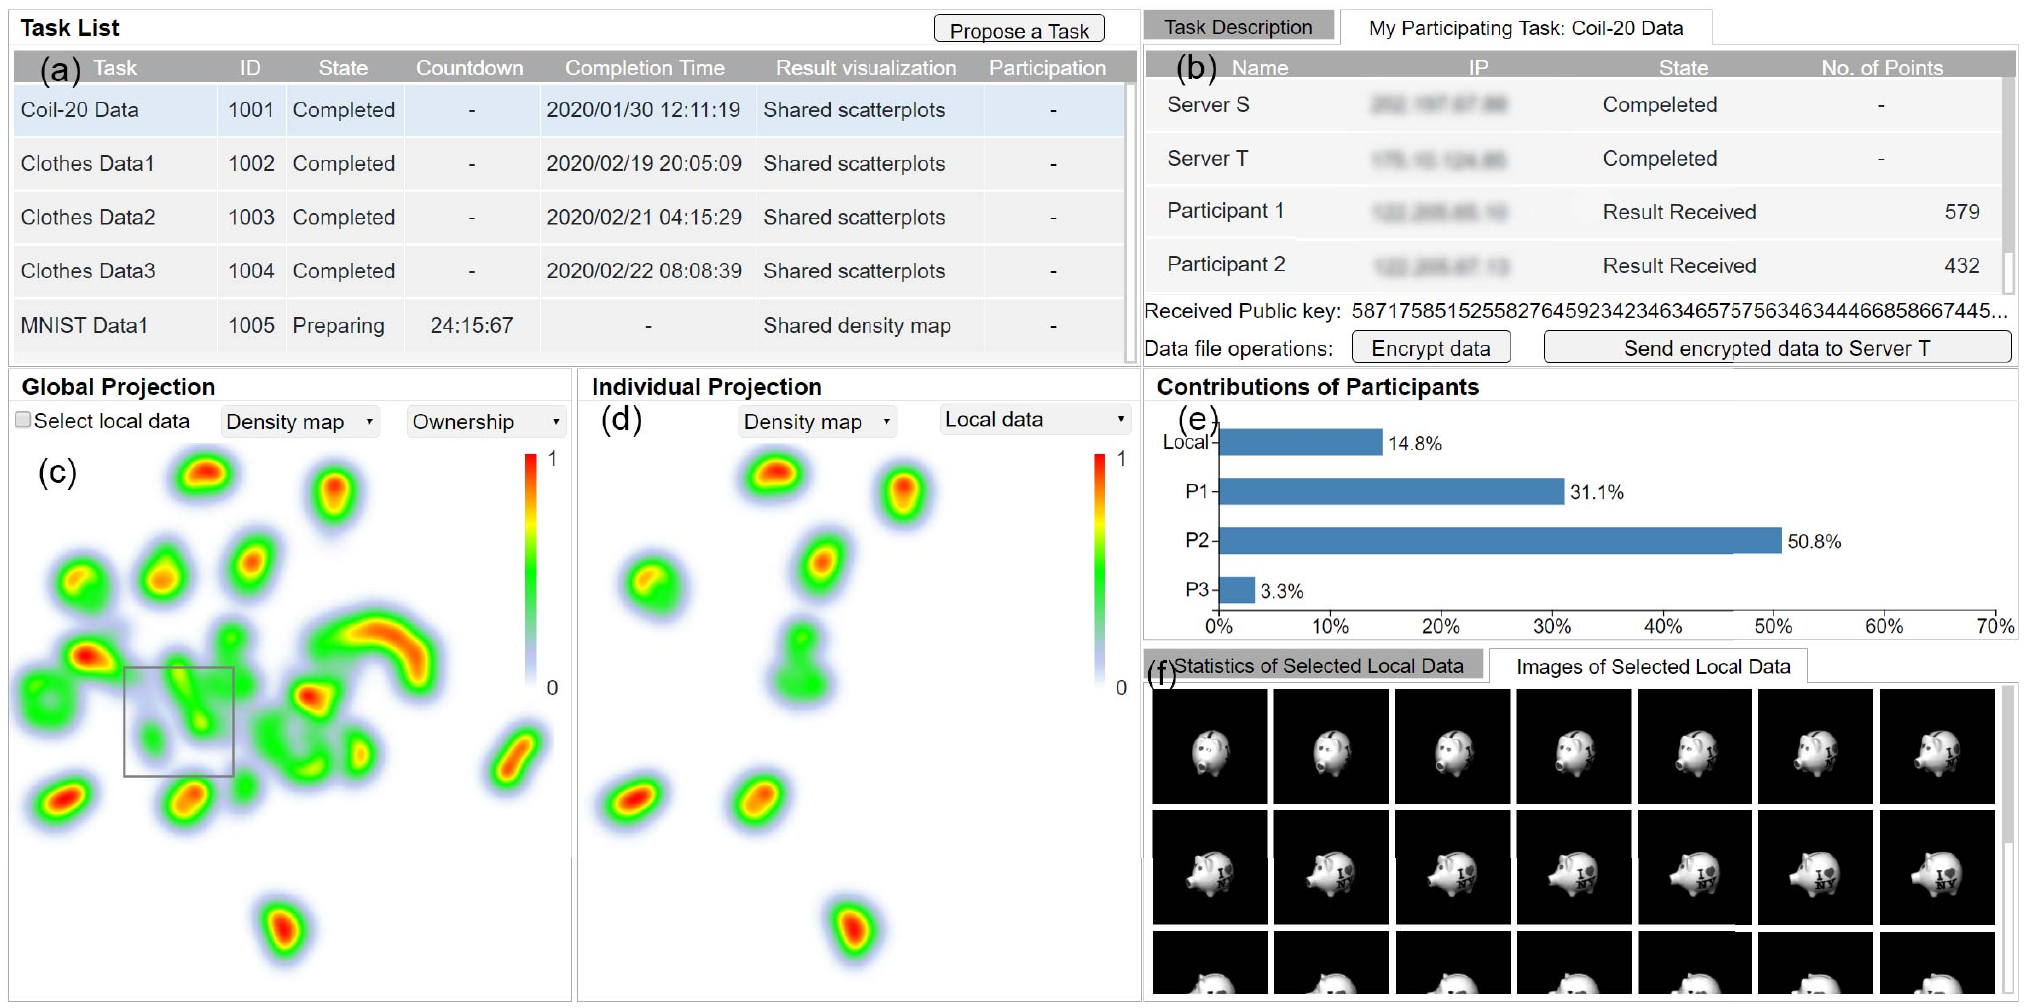 Task List
Propose a Task
(a) Task ID State Countdown Completion Time Result visualization Participation
Coil-20 Data 1001 Completed - 2020/01/30 12:11:19 Shared scatterplots -
Clothes Data1 1002 Completed - 2020/02/19 20:05:09 Shared scatterplots -
Clothes Data2 1003 Completed - 2020/02/21 04:15:29 Shared scatterplots -
Clothes Data3 1004 Completed - 2020/02/22 08:08:39 Shared scatterplots -
MNIST Data1 1005 Preparing 24:15:67 - Shared density map -
Task Description My Participating Task: Coil-20 Data
(b) Name IP State No. of Points
Server S Compeleted -
Server T Compeleted -
Participant 1 Result Received 579
Participant 2 Result Received 432
Received Public key: 58717585152558276459234234634657575634634446685866744​5...
Data file operations: Encrypt data Send encrypted data to Server T
Global Projection
Select local data Density map Ownership
(c)
1
0
Individual Projection
(d) Density map Local data
1
0
Contributions of Participants
(e)
Local 14.8%
P1 31.1%
P2 50.8%
P3 3.3%
0% 10% 20% 30% 40% 50% 60% 70%
(f) Statistics of Selected Local Data Images of Selected Local Data